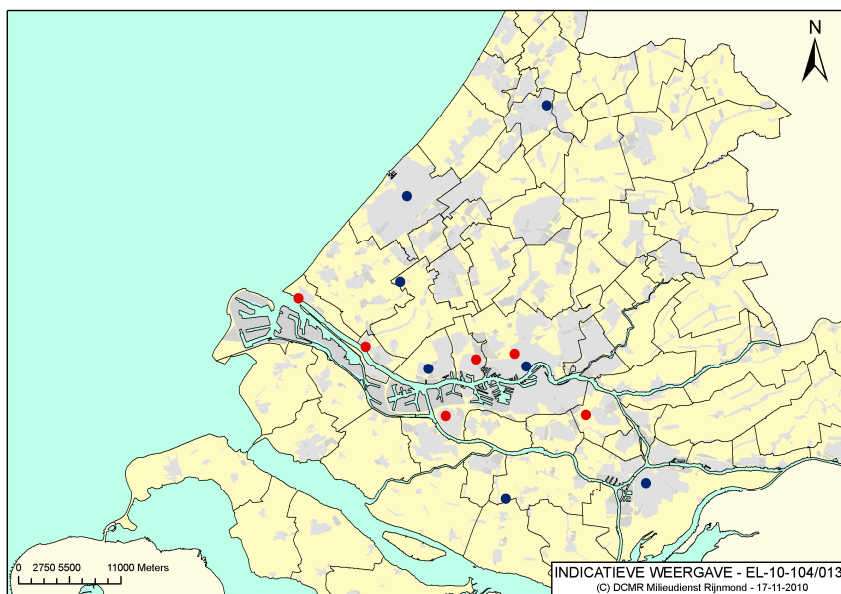 N
0 2750 5500 11000 Meters
INDICATIEVE WEERGAVE - EL-10-104/013
(C) DCMR Milieudienst Rijnmond - 17-11-2010